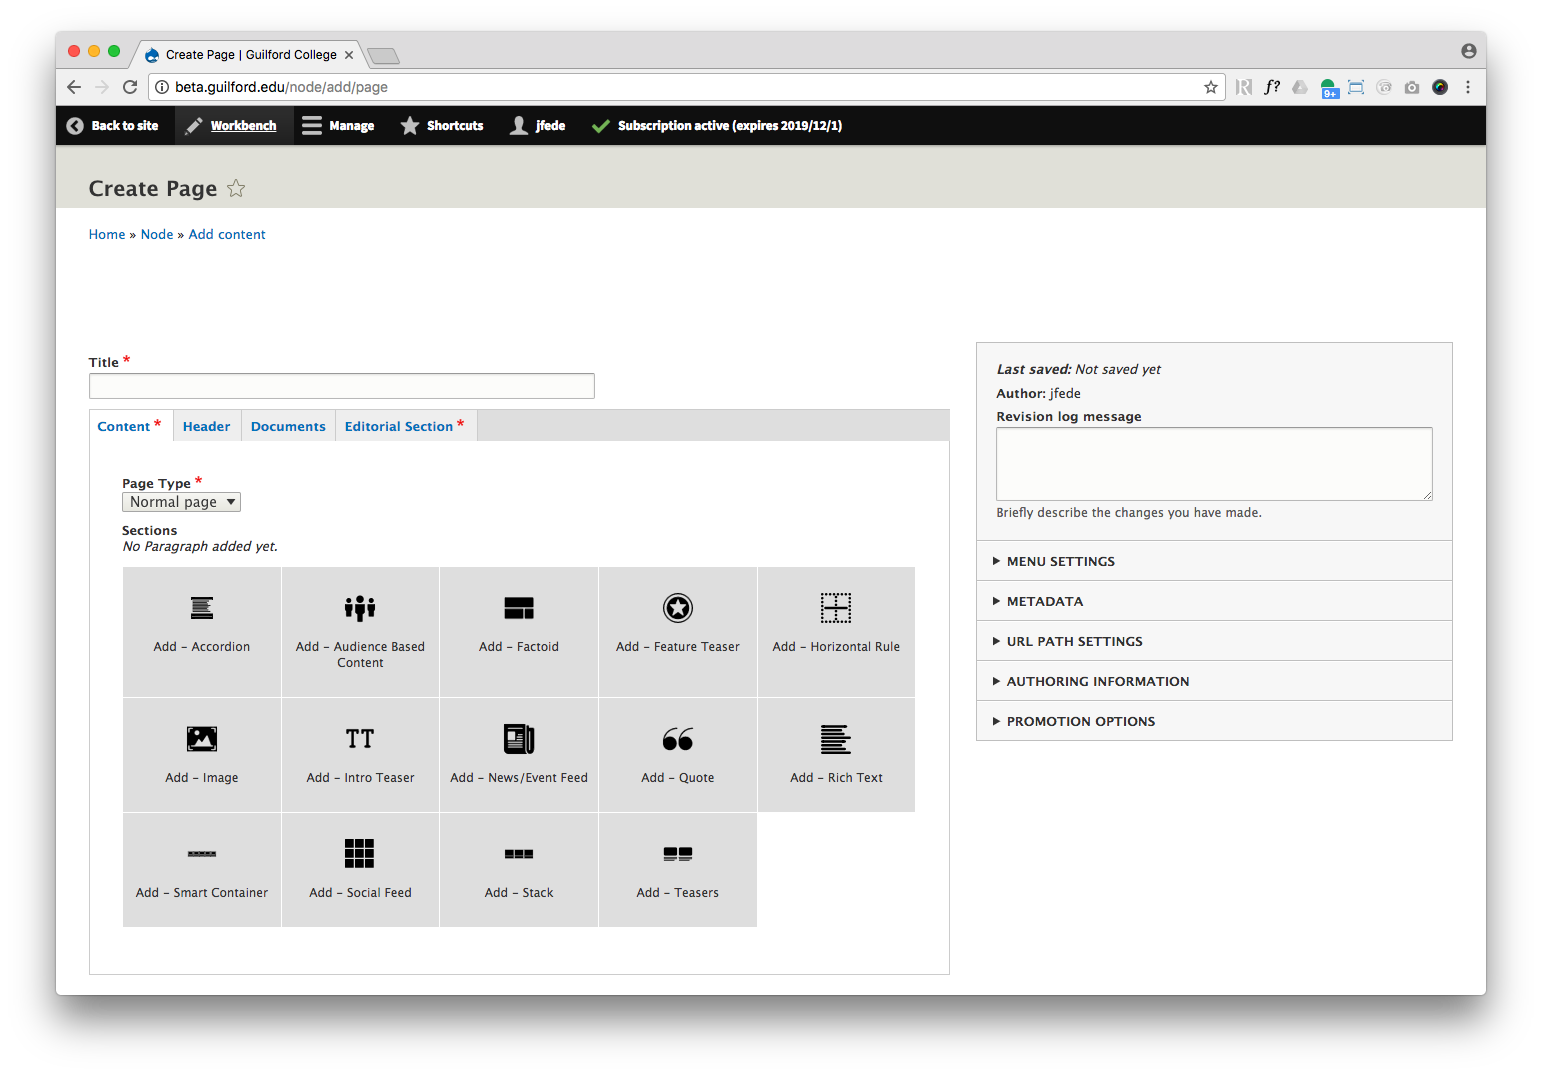 Create Page | Guilford College
beta.guilford.edu/node/add/page
f?
9+
Back to site
Workbench
Manage
Shortcuts
jfede
Subscription active (expires 2019/12/1)
Create Page
Home » Node » Add content
Title *
Content *
Header
Documents
Editorial Section *
Page Type *
Normal page
Sections
No Paragraph added yet.
Add – Accordion
Add – Audience Based
Content
Add – Factoid
Add – Feature Teaser
Add – Horizontal Rule
TT
Add – Image
Add – Intro Teaser
Add – News/Event Feed
Add – Quote
Add – Rich Text
Add – Smart Container
Add – Social Feed
Add – Stack
Add – Teasers
Last saved: Not saved yet
Author: jfede
Revision log message
Briefly describe the changes you have made.
MENU SETTINGS
METADATA
URL PATH SETTINGS
AUTHORING INFORMATION
PROMOTION OPTIONS